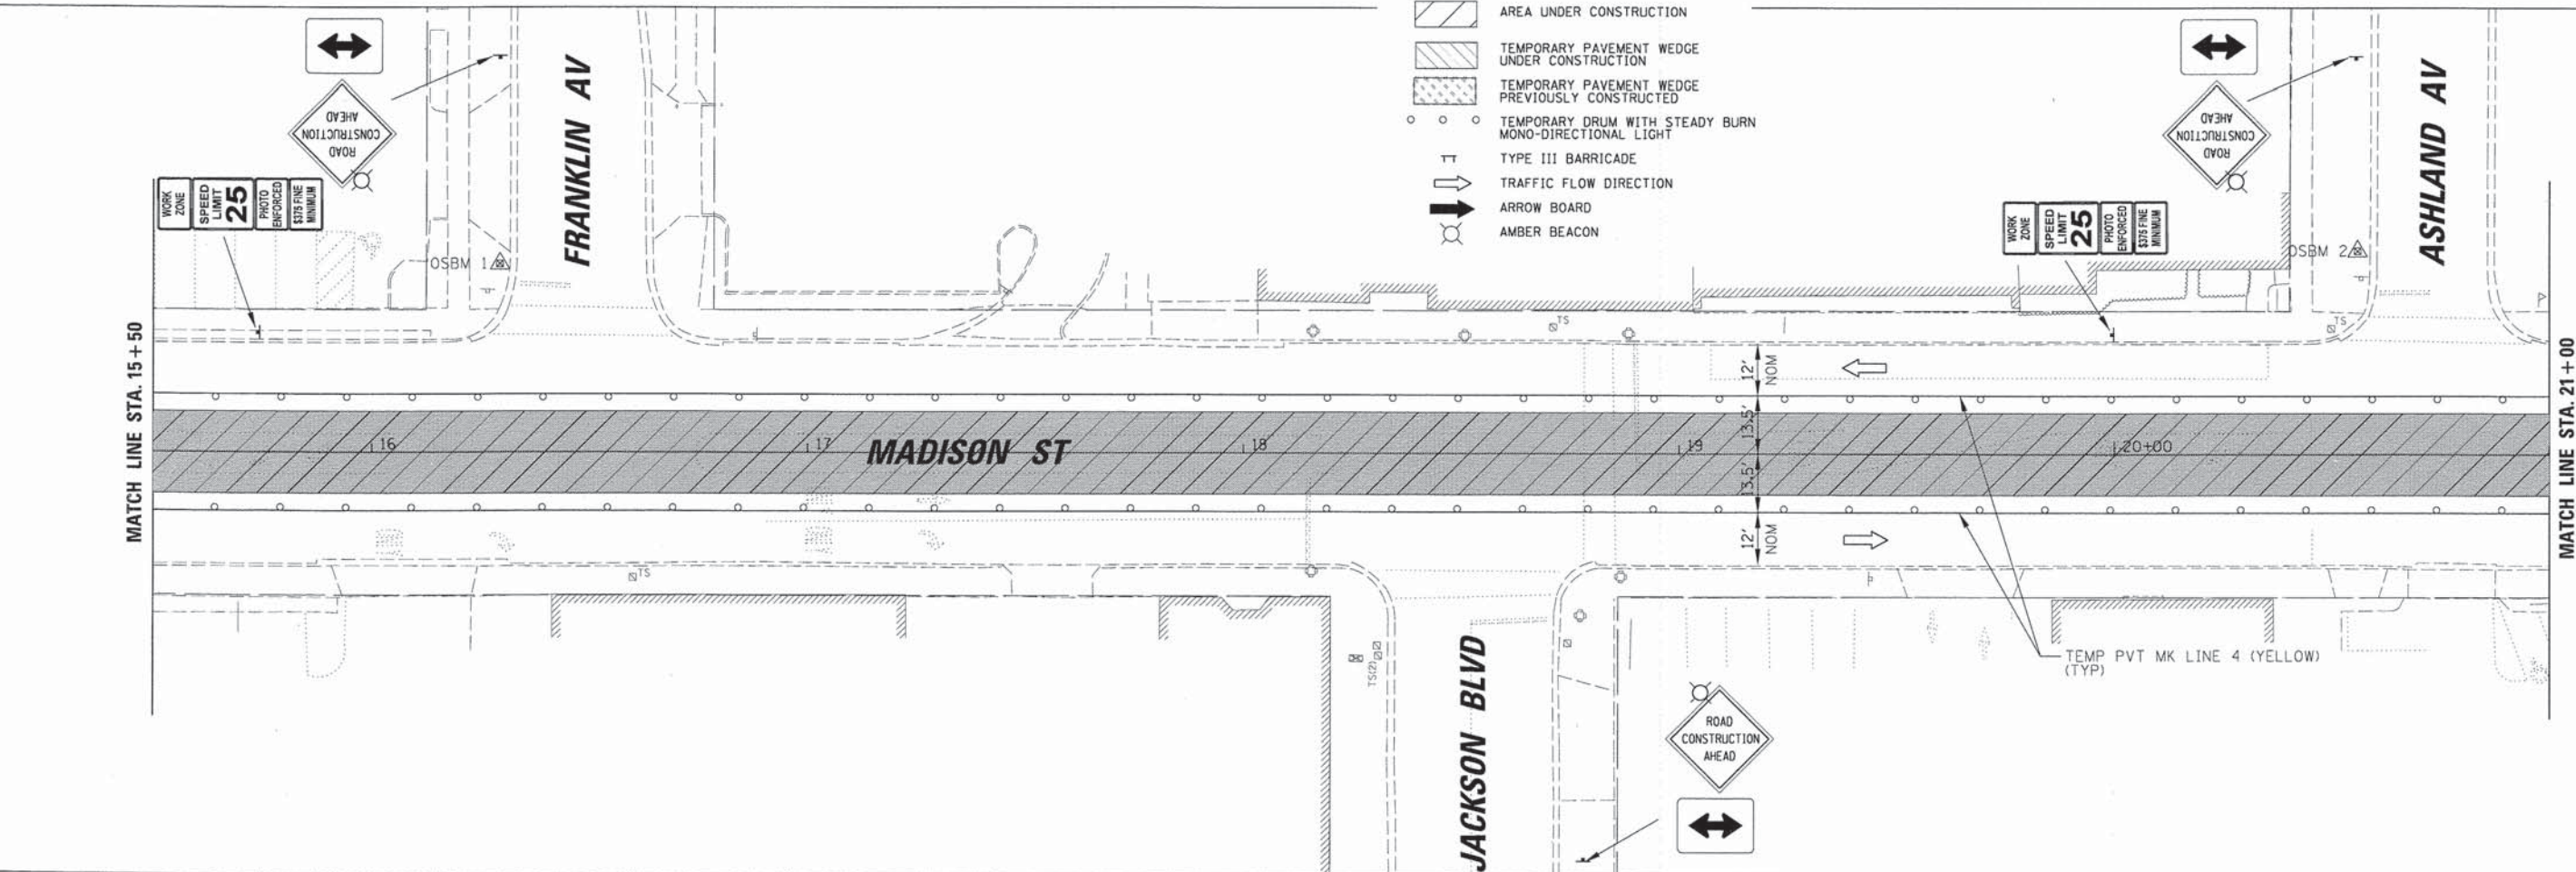 AREA UNDER CONSTRUCTION
TEMPORARY PAVEMENT WEDGE
UNDER CONSTRUCTION
TEMPORARY PAVEMENT WEDGE
PREVIOUSLY CONSTRUCTED
TEMPORARY DRUM WITH STEADY BURN
MONO-DIRECTIONAL LIGHT
TYPE III BARRICADE
TRAFFIC FLOW DIRECTION
ARROW BOARD
AMBER BEACON
ROAD
CONSTRUCTION
AHEAD
FRANKLIN AV
WORK
ZONE
SPEED
LIMIT
25
PHOTO
ENFORCED
$375 FINE
MINIMUM
OSBM 1
ROAD
CONSTRUCTION
AHEAD
ASHLAND AV
WORK
ZONE
SPEED
LIMIT
25
PHOTO
ENFORCED
$375 FINE
MINIMUM
OSBM 2
TS
TS
MATCH LINE STA. 15+50
MATCH LINE STA. 21+00
12'
NOM
13.5'
16
17
MADISON ST
18
19
20+00
13.5'
12'
NOM
TS
TS(2)
JACKSON BLVD
TEMP PVT MK LINE 4 (YELLOW)
(TYP)
ROAD
CONSTRUCTION
AHEAD